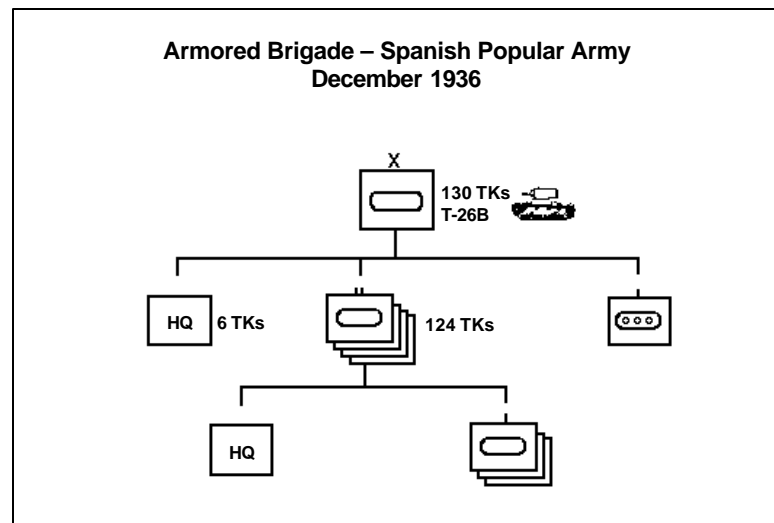 Armored Brigade – Spanish Popular Army
December 1936
X
130 TKs
T-26B
HQ
6 TKs
124 TKs
HQ